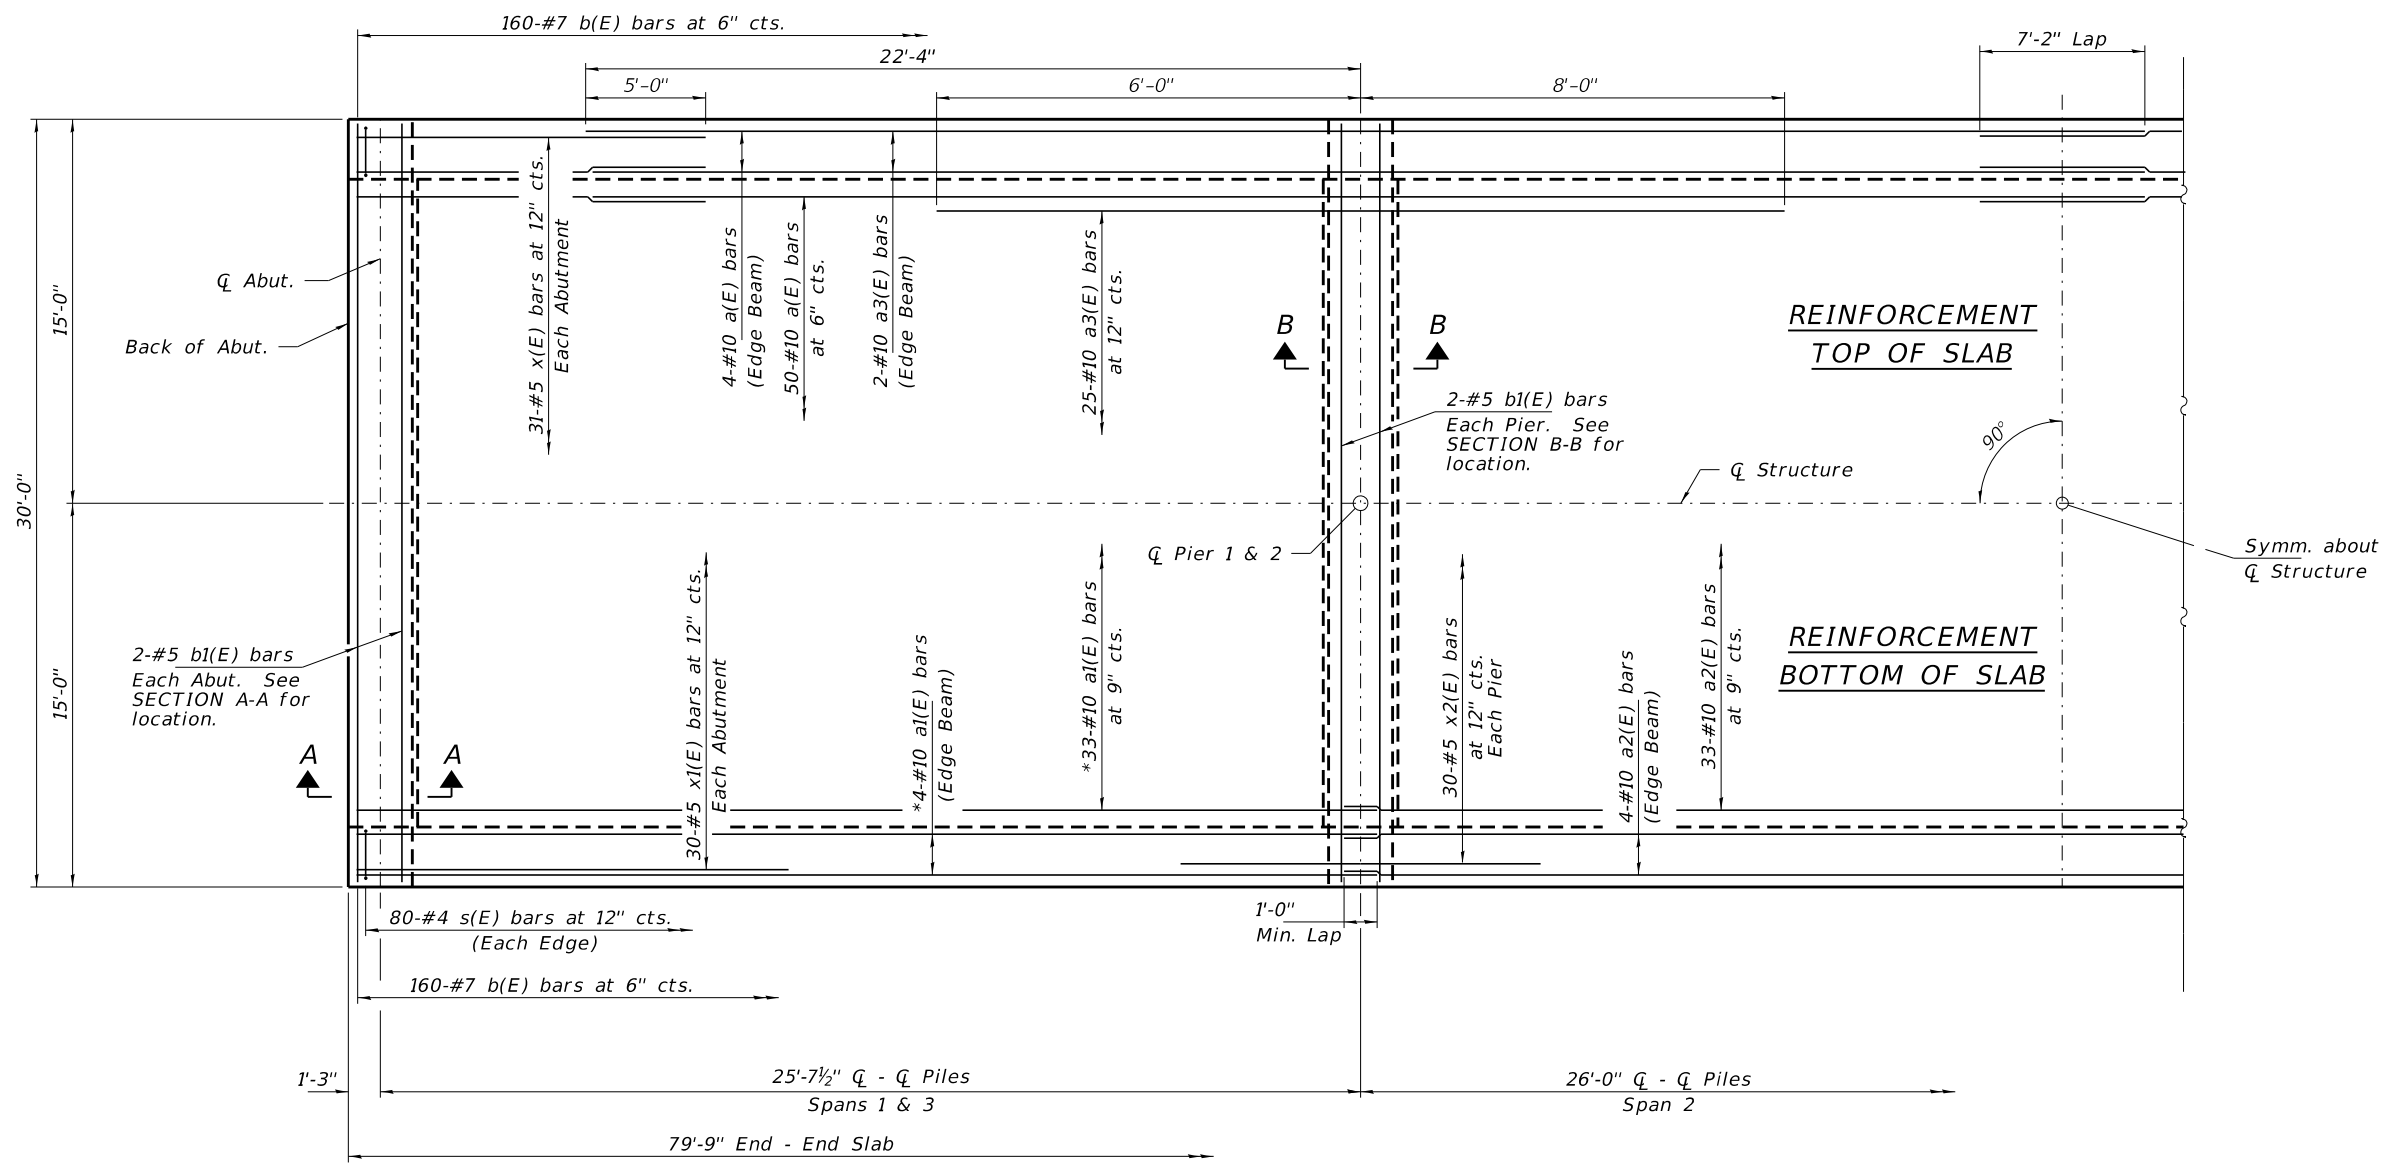 160-#7 b(E) bars at 6" cts.
22'-4"
7'-2" Lap
5'-0"
6'-0"
8'-0"
31-#5 x(E) bars at 12" cts.
Each Abutment
4-#10 a(E) bars
(Edge Beam)
50-#10 a(E) bars
at 6" cts.
2-#10 a3(E) bars
(Edge Beam)
25-#10 a3(E) bars
at 12" cts.
℄ Abut.
Back of Abut.
15'-0"
30'-0"
15'-0"
B
B
REINFORCEMENT
TOP OF SLAB
2-#5 b1(E) bars
Each Pier. See
SECTION B-B for
location.
90°
℄ Structure
℄ Pier 1 & 2
Symm. about
℄ Structure
2-#5 b1(E) bars
Each Abut. See
SECTION A-A for
location.
A
A
30-#5 x1(E) bars at 12" cts.
Each Abutment
*4-#10 a1(E) bars
(Edge Beam)
*33-#10 a1(E) bars
at 9" cts.
30-#5 x2(E) bars
at 12" cts.
Each Pier
4-#10 a2(E) bars
(Edge Beam)
33-#10 a2(E) bars
at 9" cts.
REINFORCEMENT
BOTTOM OF SLAB
80-#4 s(E) bars at 12" cts.
(Each Edge)
1'-0"
Min. Lap
160-#7 b(E) bars at 6" cts.
1'-3"
25'-7½" ℄ - ℄ Piles
Spans 1 & 3
26'-0" ℄ - ℄ Piles
Span 2
79'-9" End - End Slab